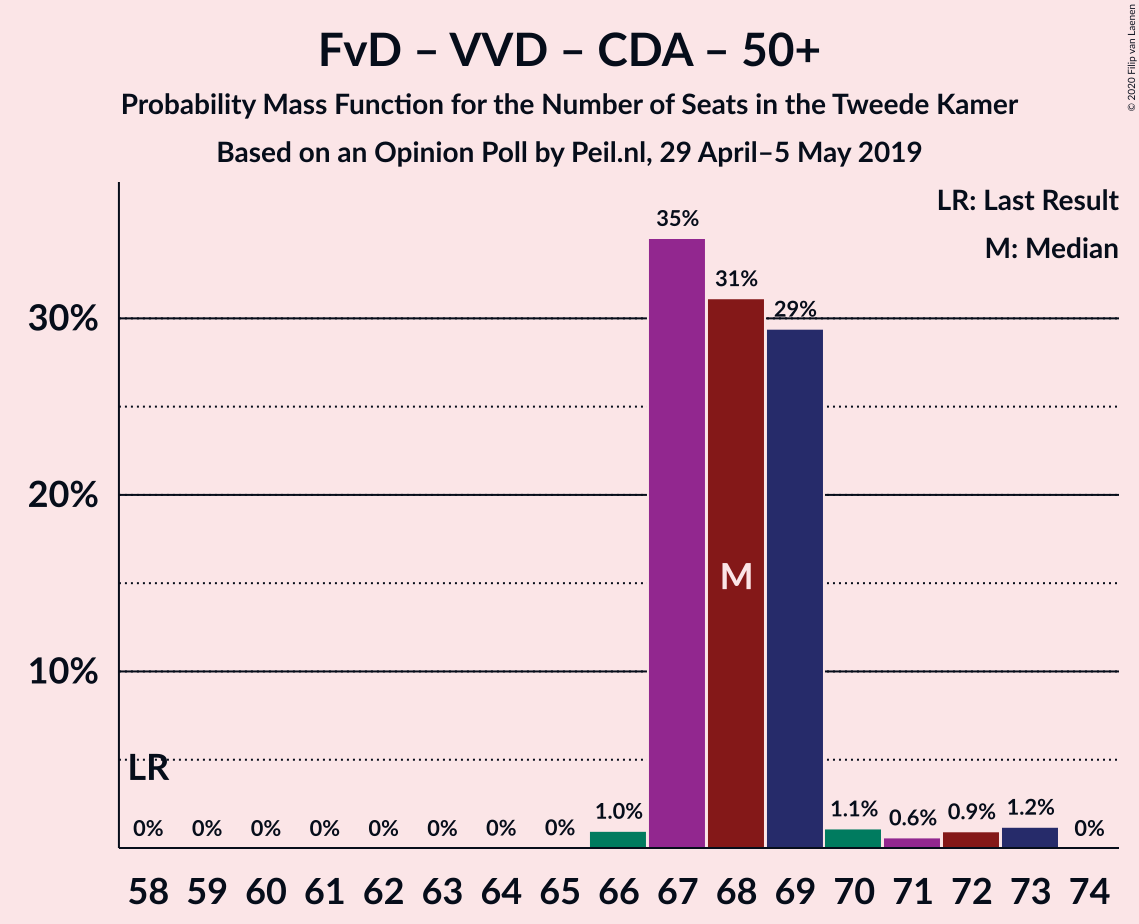 FvD – VVD – CDA – 50+
Probability Mass Function for the Number of Seats in the Tweede Kamer
Based on an Opinion Poll by Peil.nl, 29 April–5 May 2019
© 2020 Filip van Laenen
LR: Last Result
M: Median
35%
31%
29%
30%
20%
M
10%
LR
0% 0% 0% 0% 0% 0% 0% 0% 1.0% 1.1% 0.6% 0.9% 1.2% 0%
58 59 60 61 62 63 64 65 66 67 68 69 70 71 72 73 74